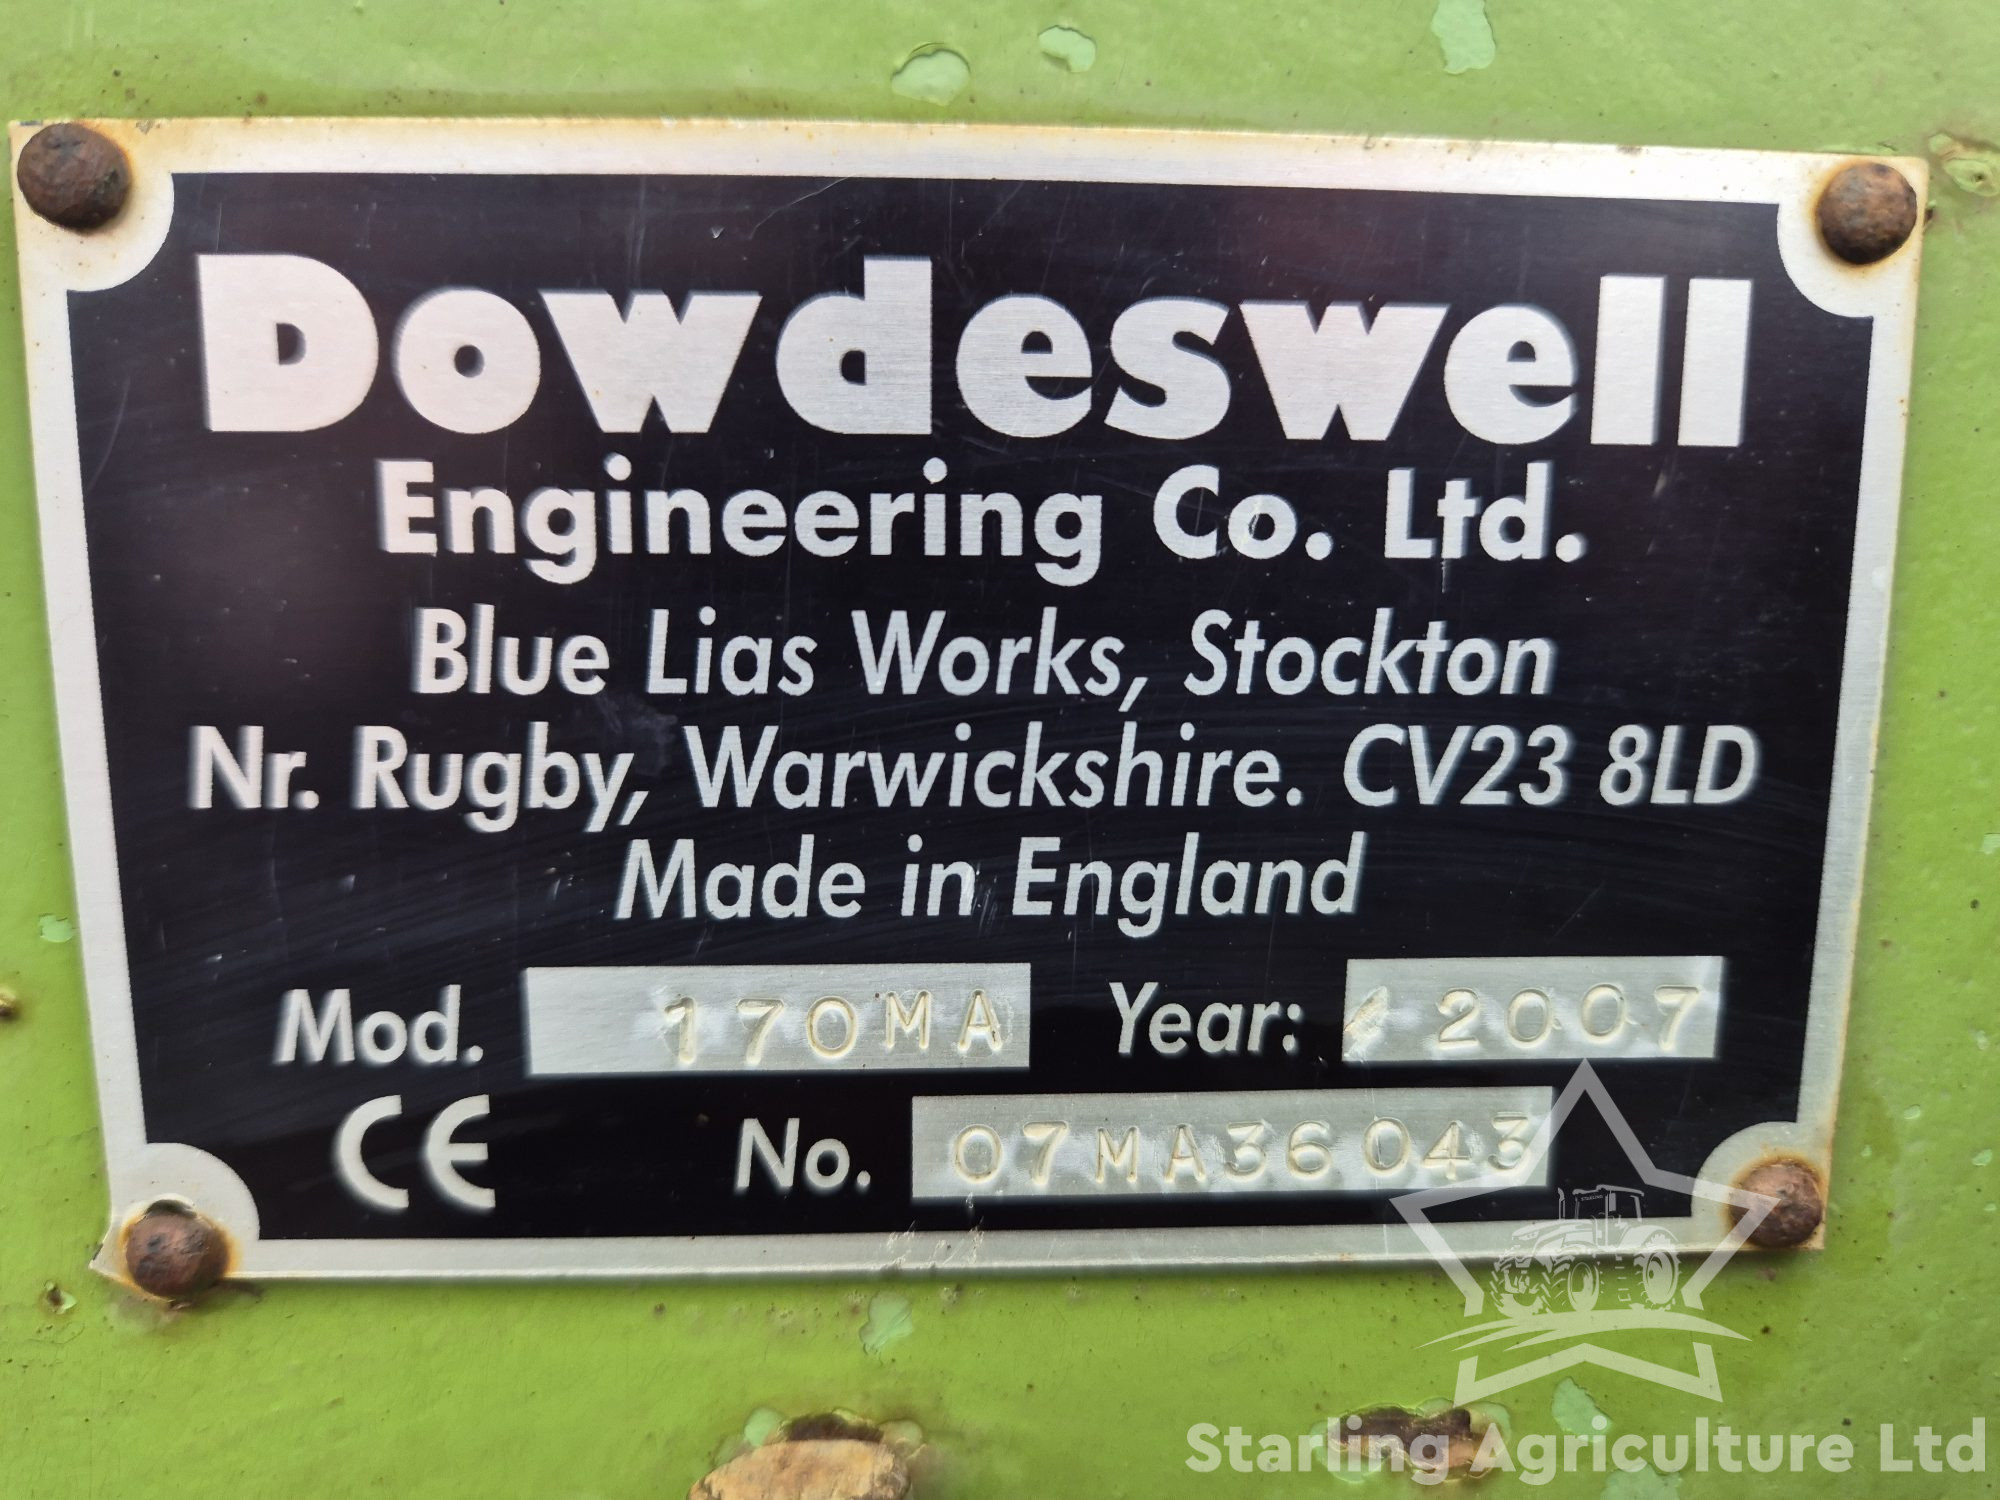 Dowdeswell
Engineering Co. Ltd.
Blue Lias Works, Stockton
Nr. Rugby, Warwickshire. CV23 8LD
Made in England
Mod. 170MA Year: 2007
CE No. 07MA36043
Starling Agriculture Ltd